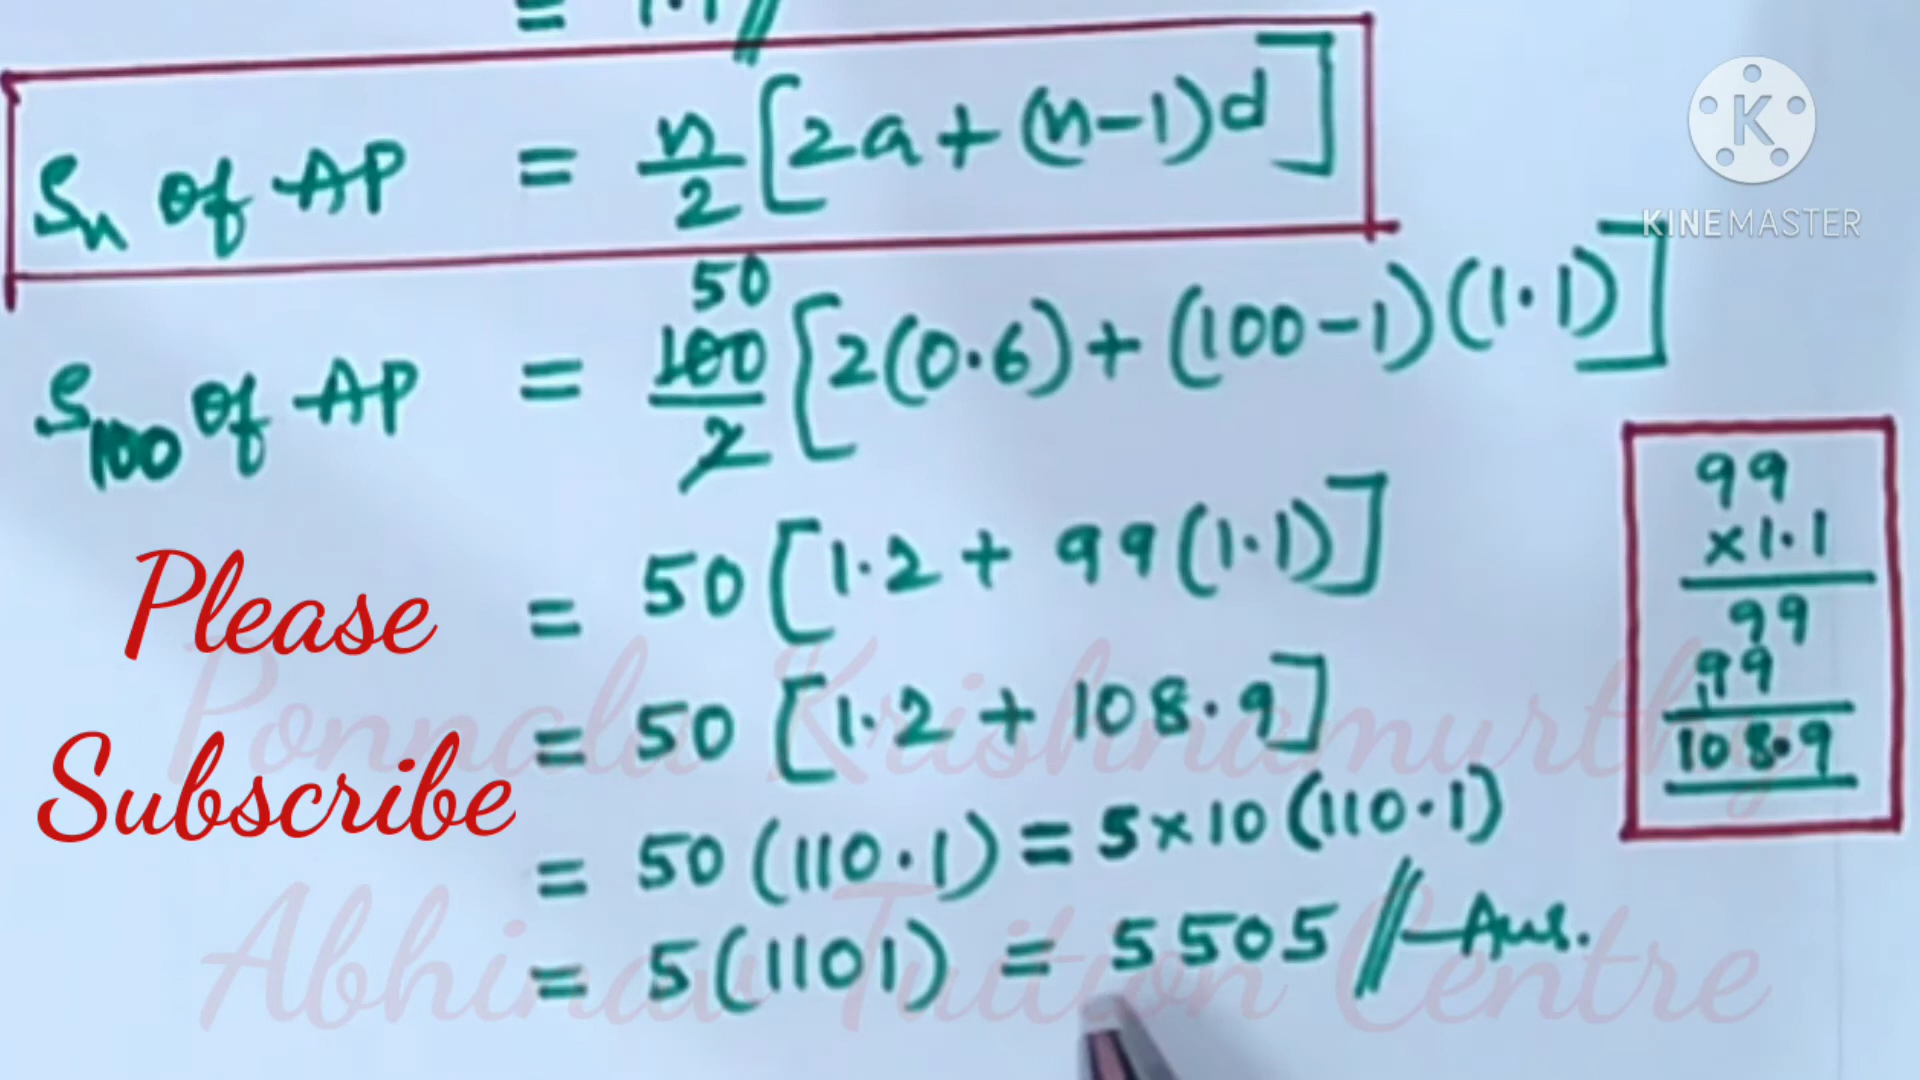 = 1.1//
Sn of AP = n/2 [2a + (n-1)d]
K
KINEMASTER
50
S100 of AP = 100/2 [2(0.6) + (100-1)(1.1)]
= 50 [1.2 + 99(1.1)]
= 50 [1.2 + 108.9]
= 50 (110.1) = 5×10 (110.1)
= 5(1101) = 5505 // Ans.
99
×1.1
99
99
108.9
Please
Subscribe
Ponnala Krishnamurthy
Abhinav Tuition Centre